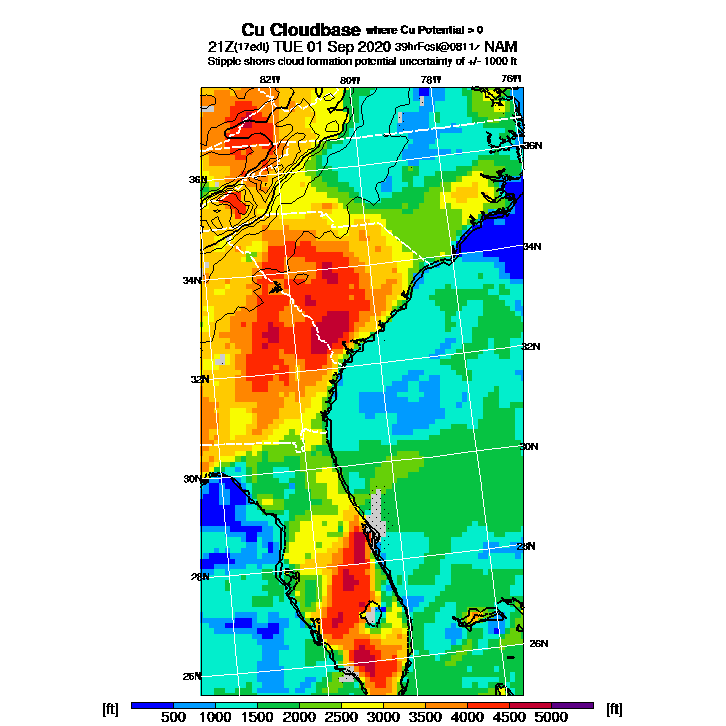 Cu Cloudbase where Cu Potential > 0
21Z(17edt) TUE 01 Sep 2020 39hrFcst@0811z NAM
Stipple shows cloud formation potential uncertainty of +/- 1000 ft
82W 80W 78W 76W
36N
36N
34N
34N
32N
32N
30N
30N
28N
28N
26N
26N
[ft] [ft]
500 1000 1500 2000 2500 3000 3500 4000 4500 5000